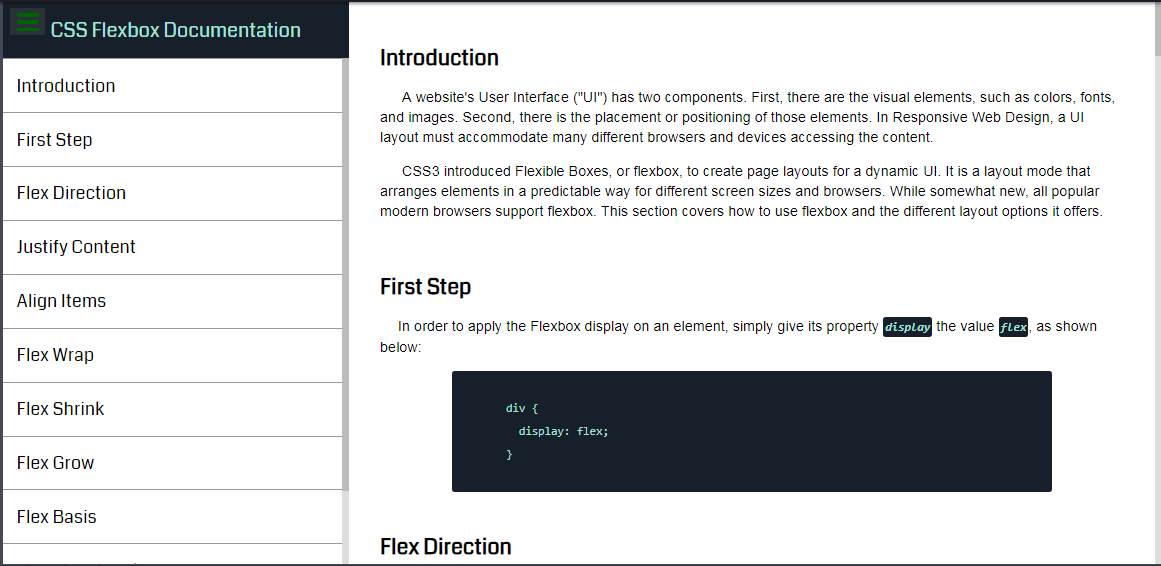 CSS Flexbox Documentation
Introduction
First Step
Flex Direction
Justify Content
Align Items
Flex Wrap
Flex Shrink
Flex Grow
Flex Basis
Introduction
A website's User Interface ("UI") has two components. First, there are the visual elements, such as colors, fonts,
and images. Second, there is the placement or positioning of those elements. In Responsive Web Design, a UI
layout must accommodate many different browsers and devices accessing the content.
CSS3 introduced Flexible Boxes, or flexbox, to create page layouts for a dynamic UI. It is a layout mode that
arranges elements in a predictable way for different screen sizes and browsers. While somewhat new, all popular
modern browsers support flexbox. This section covers how to use flexbox and the different layout options it offers.
First Step
In order to apply the Flexbox display on an element, simply give its property display the value flex, as shown
below:
div {
display: flex;
}
Flex Direction